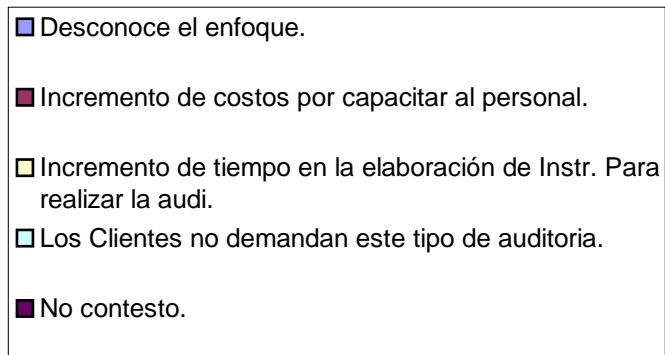 Desconoce el enfoque.
Incremento de costos por capacitar al personal.
Incremento de tiempo en la elaboración de Instr. Para
realizar la audi.
Los Clientes no demandan este tipo de auditoria.
No contesto.